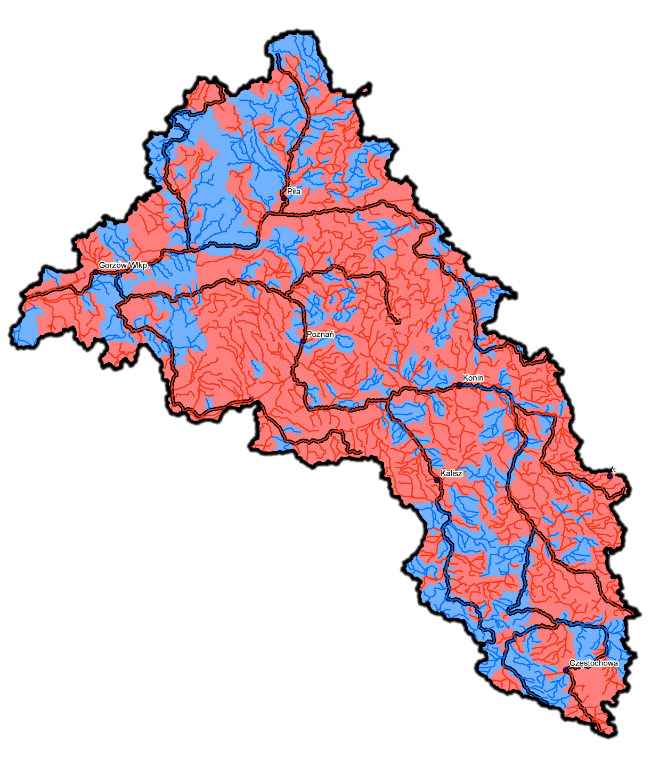 Piła
Gorzów Wlkp.
Poznań
Konin
Kalisz
Częstochowa